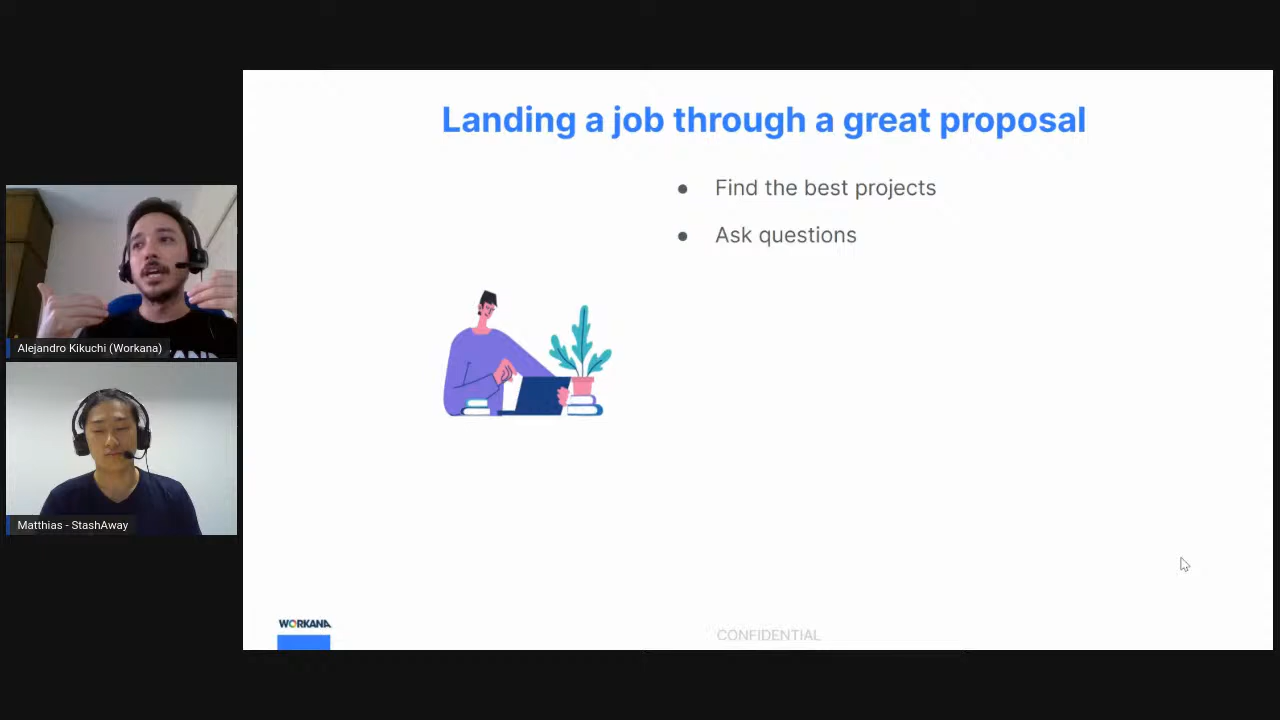 Landing a job through a great proposal
● Find the best projects
● Ask questions
Alejandro Kikuchi (Workana)
Matthias - StashAway
WORKANA
CONFIDENTIAL